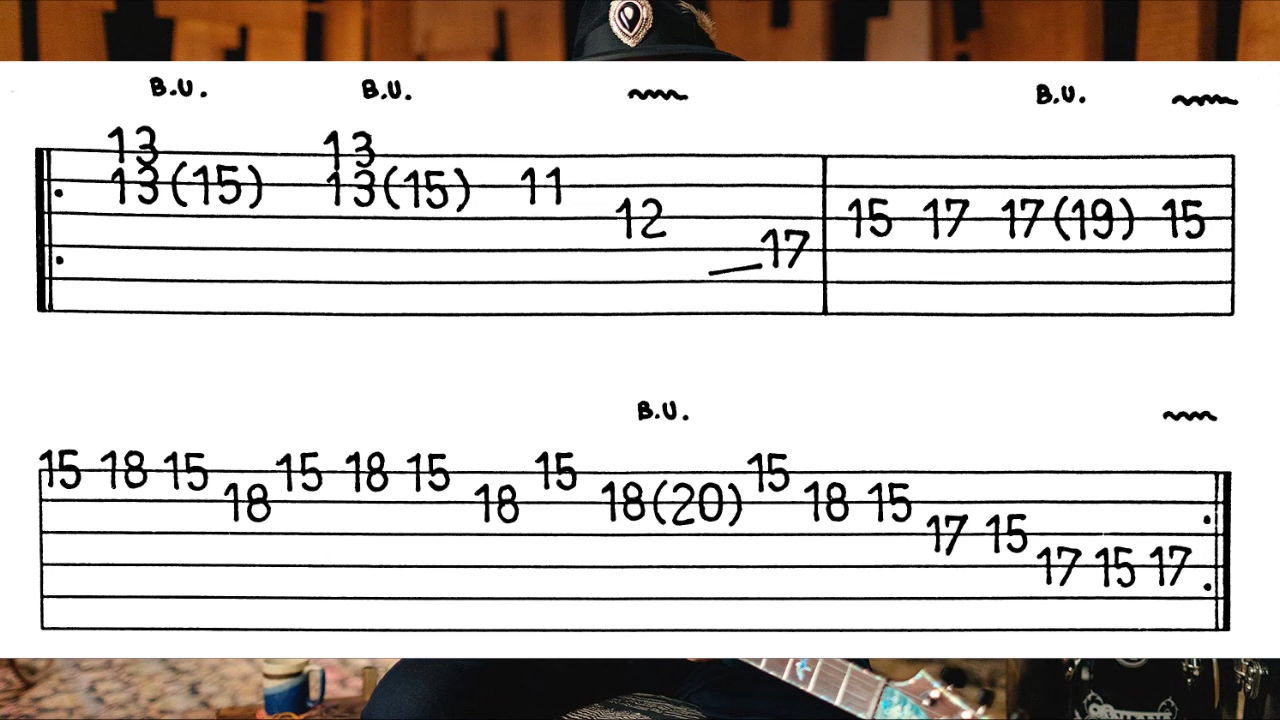 B.U. B.U. B.U.
13 13
13(15) 13(15) 11
12 15 17 17(19) 15
17
B.U.
15 18 15 15 18 15 15 15
18 18 18(20) 18 15
17 15
17 15 17